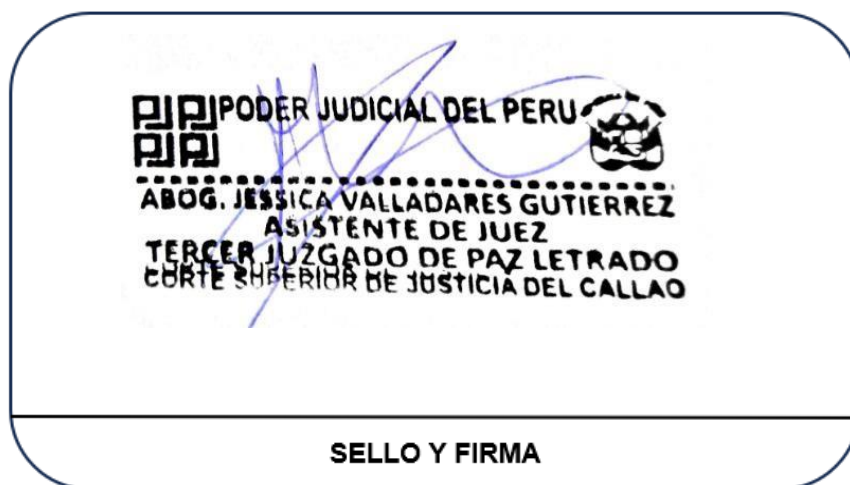 PODER JUDICIAL DEL PERU
ABOG. JESSICA VALLADARES GUTIERREZ
ASISTENTE DE JUEZ
TERCER JUZGADO DE PAZ LETRADO
CORTE SUPERIOR DE JUSTICIA DEL CALLAO
SELLO Y FIRMA